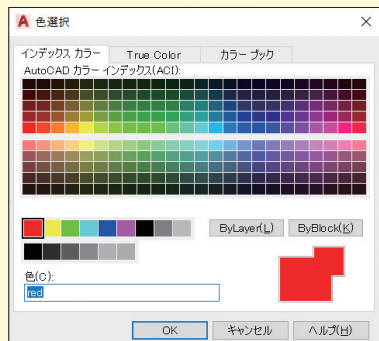 A 色選択
インデックス カラー True Color カラー ブック
AutoCAD カラー インデックス(ACI):
ByLayer(L) ByBlock(K)
色(C):
red
OK キャンセル ヘルプ(H)